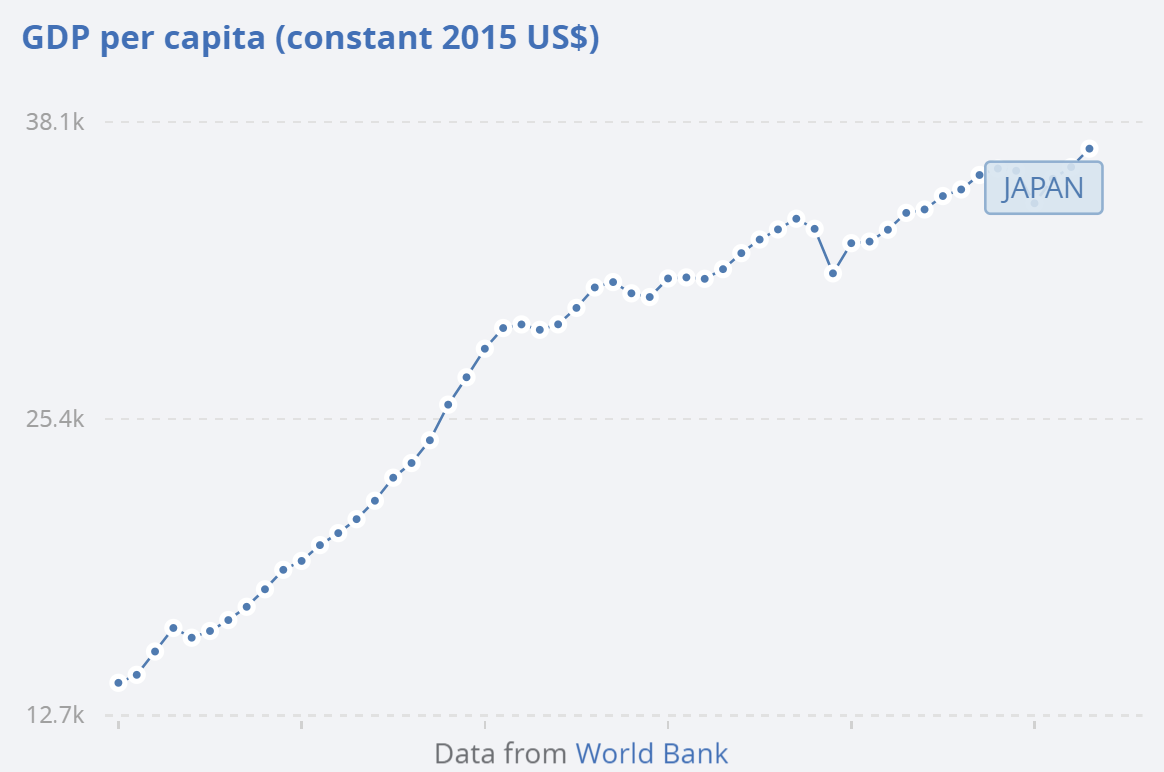 GDP per capita (constant 2015 US$)
38.1k
JAPAN
25.4k
12.7k
Data from World Bank